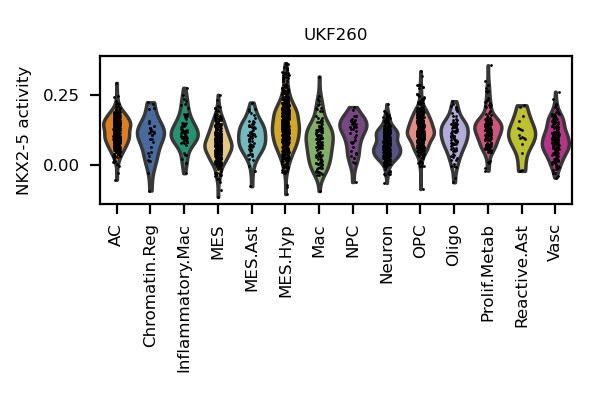 UKF260
NKX2-5 activity
0.25
0.00
AC
Chromatin.Reg
Inflammatory.Mac
MES
MES.Ast
MES.Hyp
Mac
NPC
Neuron
OPC
Oligo
Prolif.Metab
Reactive.Ast
Vasc